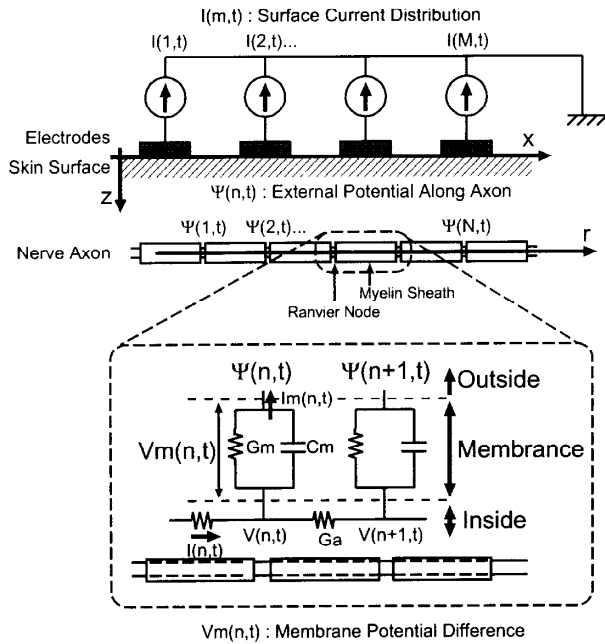 I(m,t) : Surface Current Distribution
I(1,t) I(2,t)... I(M,t)
Electrodes
X
Skin Surface
Z
Ψ(n,t) : External Potential Along Axon
Ψ(1,t) Ψ(2,t)... Ψ(N,t)
r
Nerve Axon
Myelin Sheath
Ranvier Node
Ψ(n,t) Ψ(n+1,t)
Outside
Im(n,t)
Vm(n,t) Gm Cm Membrance
V(n,t) Ga V(n+1,t) Inside
I(n,t)
Vm(n,t) : Membrane Potential Difference